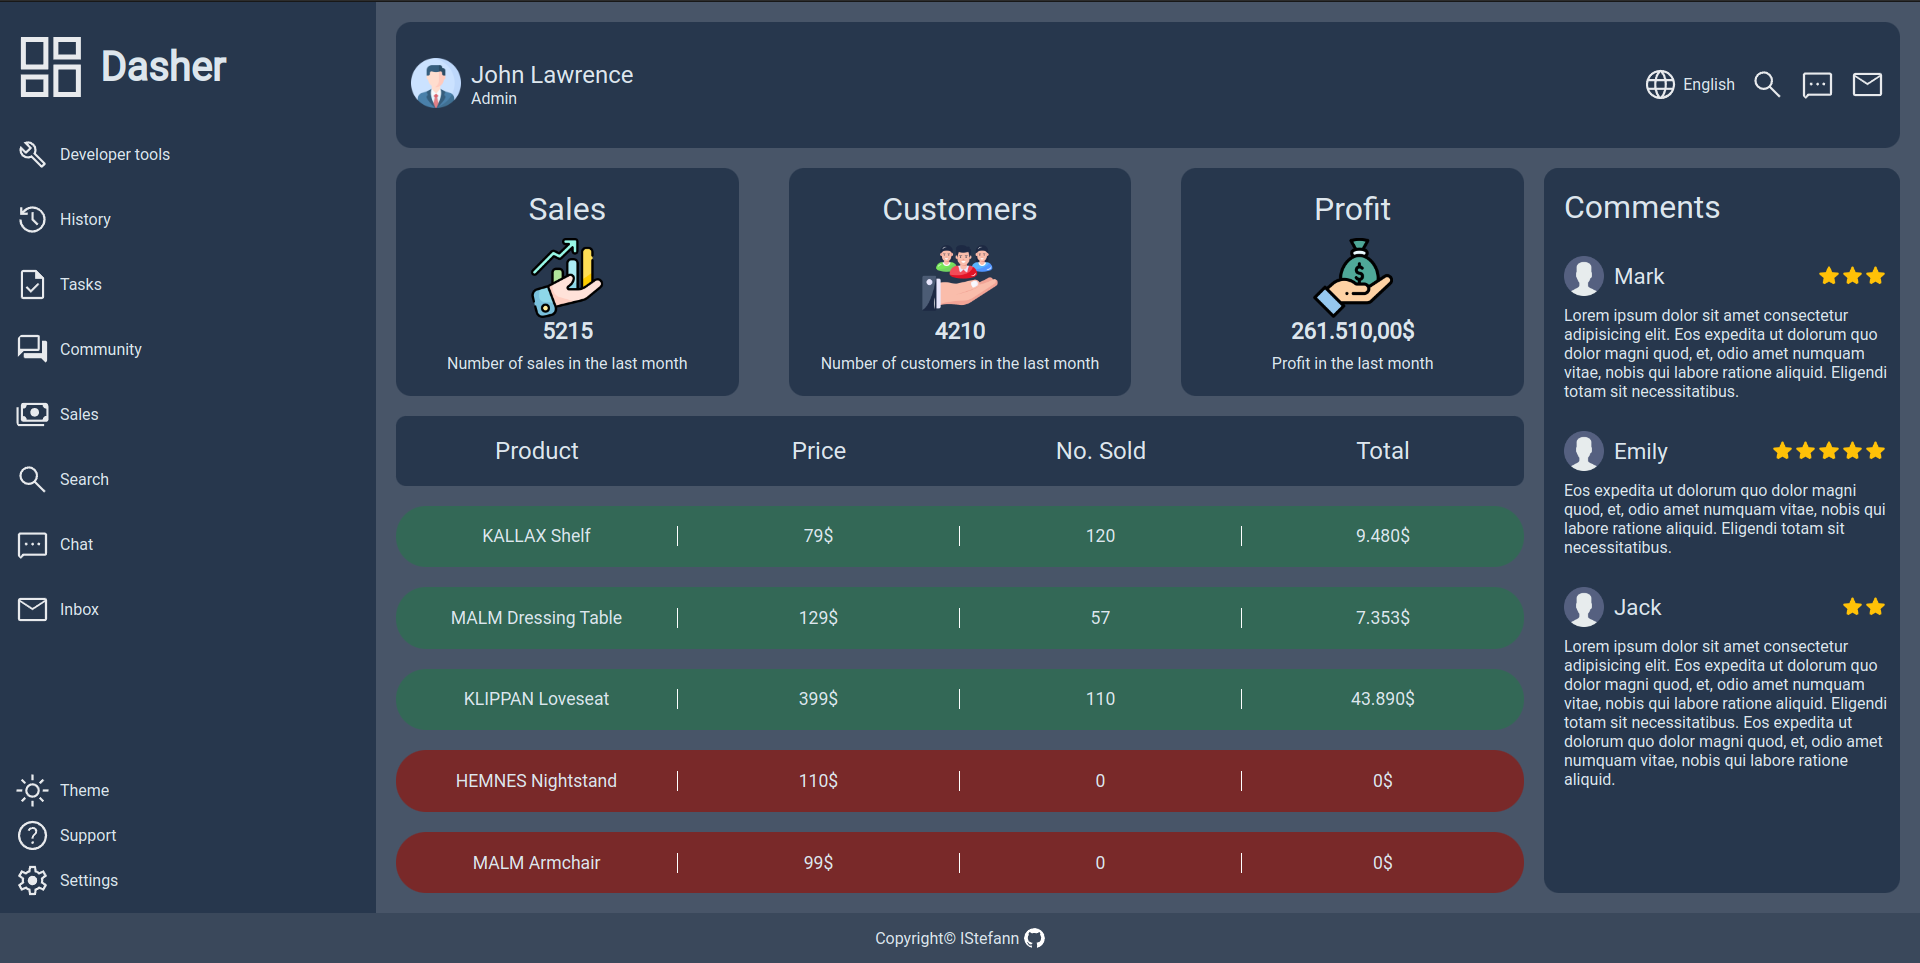 Dasher
Developer tools
History
Tasks
Community
Sales
Search
Chat
Inbox
Theme
Support
Settings
John Lawrence
Admin
English
Sales
5215
Number of sales in the last month
Customers
4210
Number of customers in the last month
Profit
$
261.510,00$
Profit in the last month
Product Price No. Sold Total
KALLAX Shelf 79$ 120 9.480$
MALM Dressing Table 129$ 57 7.353$
KLIPPAN Loveseat 399$ 110 43.890$
HEMNES Nightstand 110$ 0 0$
MALM Armchair 99$ 0 0$
Comments
Mark
Lorem ipsum dolor sit amet consectetur
adipisicing elit. Eos expedita ut dolorum quo
dolor magni quod, et, odio amet numquam
vitae, nobis qui labore ratione aliquid. Eligendi
totam sit necessitatibus.
Emily
Eos expedita ut dolorum quo dolor magni
quod, et, odio amet numquam vitae, nobis qui
labore ratione aliquid. Eligendi totam sit
necessitatibus.
Jack
Lorem ipsum dolor sit amet consectetur
adipisicing elit. Eos expedita ut dolorum quo
dolor magni quod, et, odio amet numquam
vitae, nobis qui labore ratione aliquid. Eligendi
totam sit necessitatibus. Eos expedita ut
dolorum quo dolor magni quod, et, odio amet
numquam vitae, nobis qui labore ratione
aliquid.
Copyright© IStefann